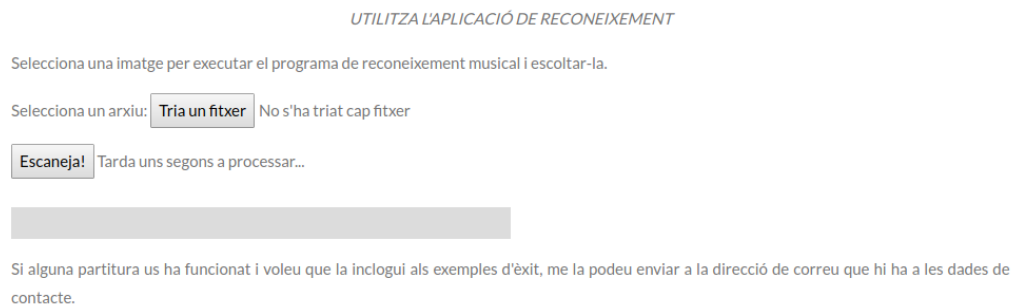 UTILITZA L'APLICACIÓ DE RECONEIXEMENT
Selecciona una imatge per executar el programa de reconeixement musical i escoltar-la.
Selecciona un arxiu: Tria un fitxer No s'ha triat cap fitxer
Escaneja! Tarda uns segons a processar...
Si alguna partitura us ha funcionat i voleu que la inclogui als exemples d'èxit, me la podeu enviar a la direcció de correu que hi ha a les dades de
contacte.